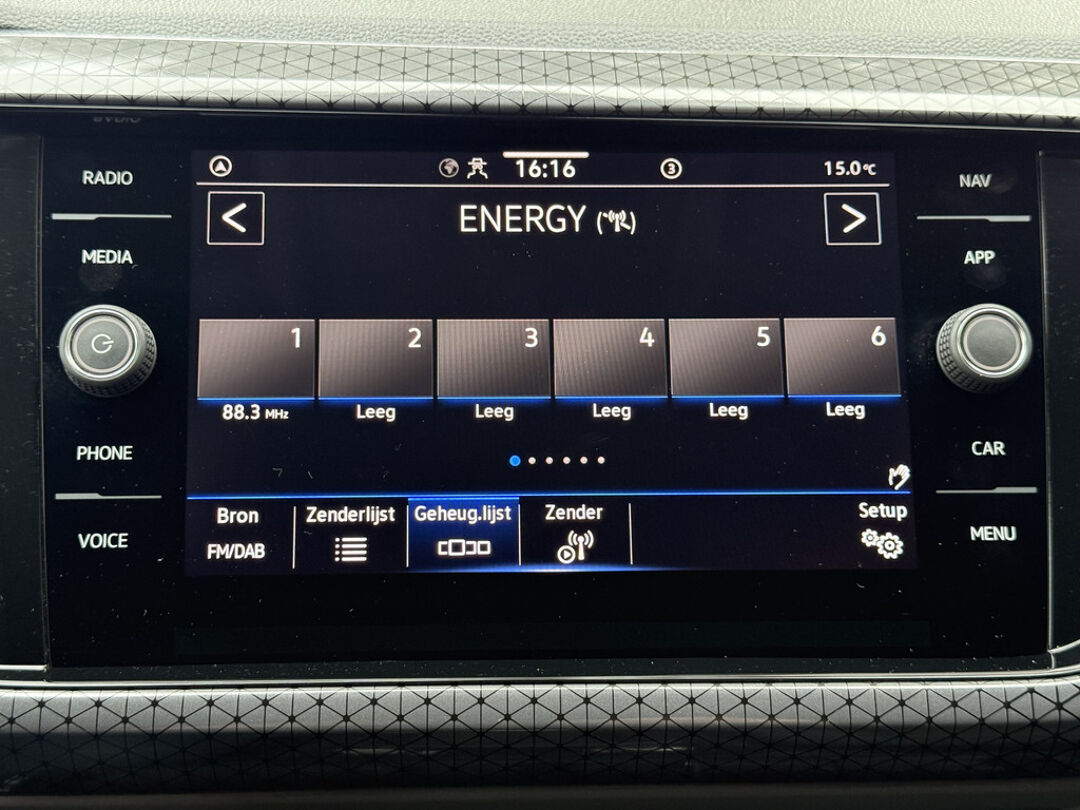 RADIO
MEDIA
PHONE
VOICE
16:16
3
15.0°C
ENERGY
1
2
3
4
5
6
88.3 MHz
Leeg
Leeg
Leeg
Leeg
Leeg
Bron
FM/DAB
Zenderlijst
Geheug.lijst
Zender
Setup
NAV
APP
CAR
MENU